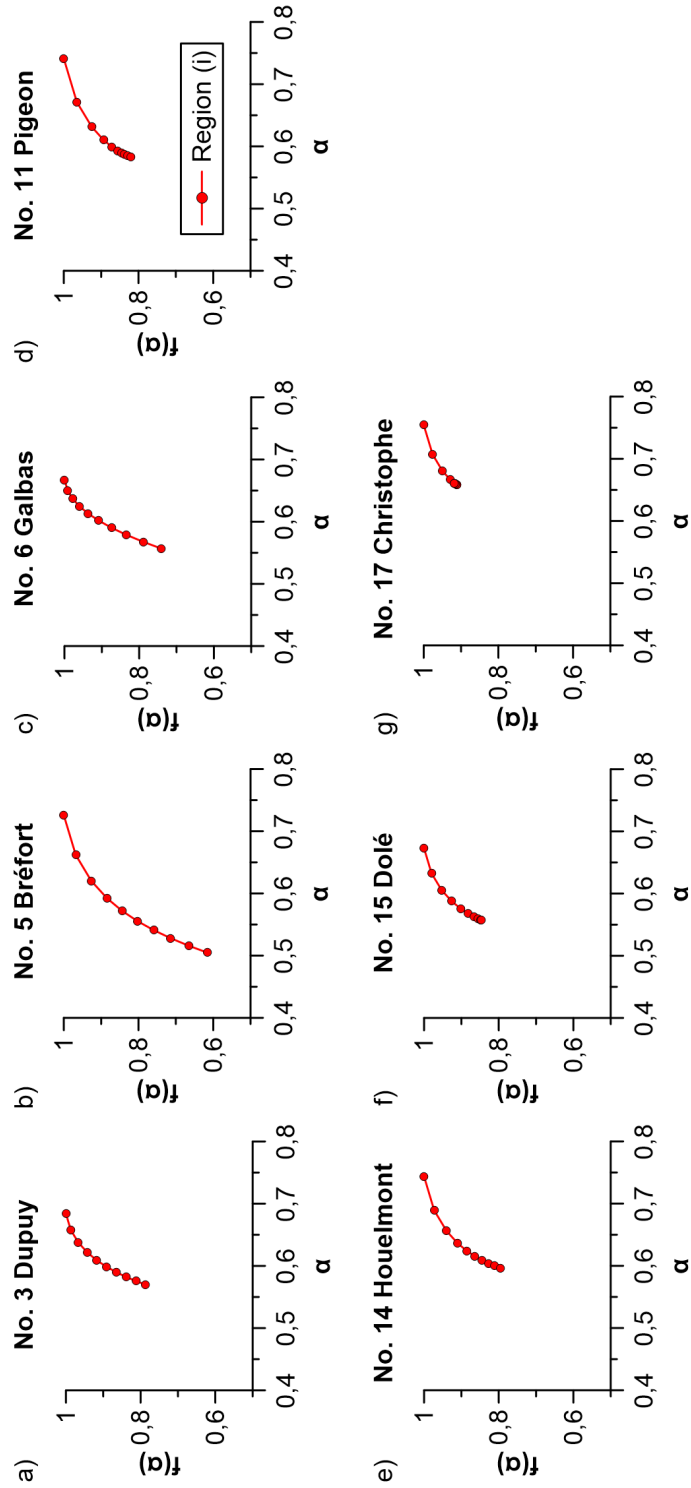 a)
No. 3 Dupuy
f(α)
1
0,8
0,6
0,4 0,5 0,6 0,7 0,8
α
b)
No. 5 Bréfort
f(α)
1
0,8
0,6
0,4 0,5 0,6 0,7 0,8
α
c)
No. 6 Galbas
f(α)
1
0,8
0,6
0,4 0,5 0,6 0,7 0,8
α
d)
No. 11 Pigeon
f(α)
1
0,8
0,6
Region (i)
0,4 0,5 0,6 0,7 0,8
α
e)
No. 14 Houelmont
f(α)
1
0,8
0,6
0,4 0,5 0,6 0,7 0,8
α
f)
No. 15 Dolé
f(α)
1
0,8
0,6
0,4 0,5 0,6 0,7 0,8
α
g)
No. 17 Christophe
f(α)
1
0,8
0,6
0,4 0,5 0,6 0,7 0,8
α